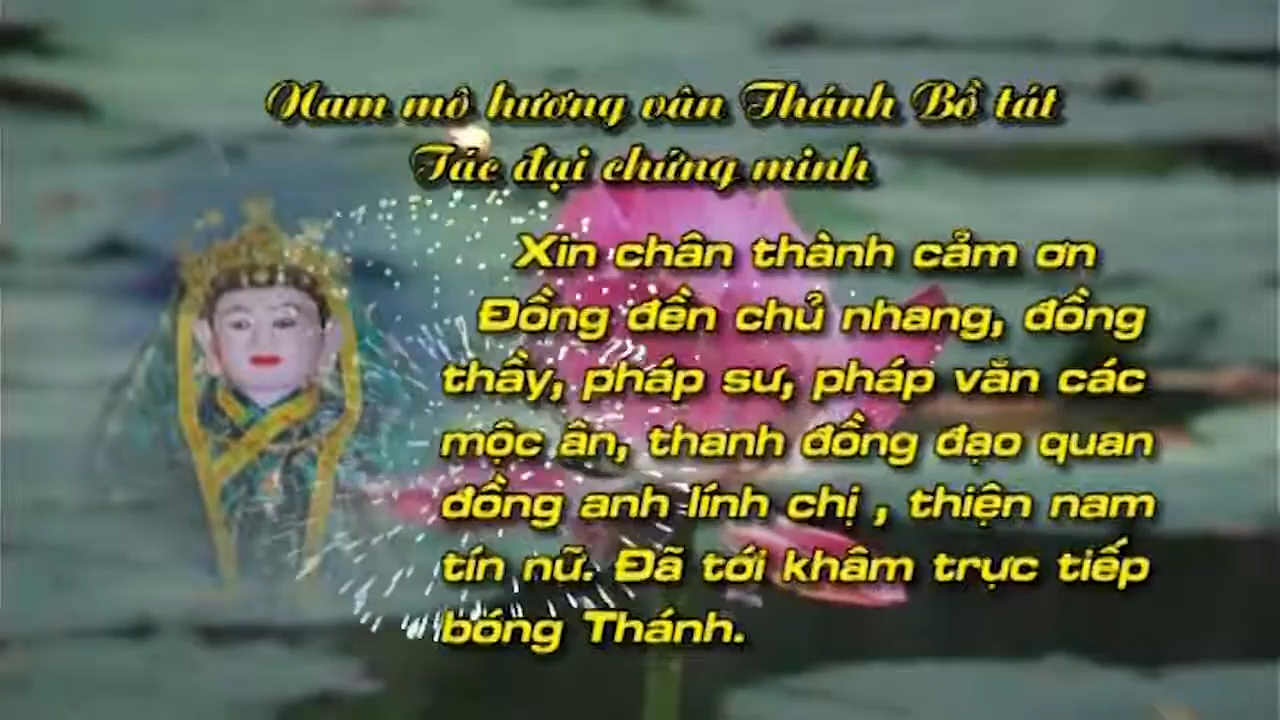 Nam mô hương vân Thánh Bồ tát
Tác đại chứng minh
Xin chân thành cảm ơn
Đồng đền chủ nhang, đồng
thầy, pháp sư, pháp văn các
mộc ân, thanh đồng đạo quan
đồng anh lính chị , thiện nam
tín nữ. Đã tới khâm trực tiếp
bóng Thánh.